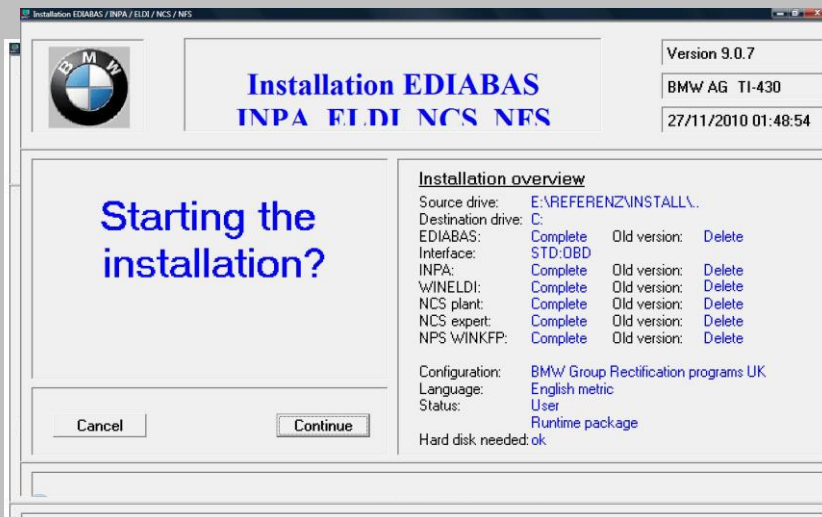 Installation EDIABAS / INPA / ELDI / NCS / NFS
BMW
Installation EDIABAS
INPA ELDI NCS NFS
Version 9.0.7
BMW AG TI-430
27/11/2010 01:48:54
Starting the
installation?
Cancel
Continue
Installation overview
Source drive: E:\REFERENZ\INSTALL\..
Destination drive: C:
EDIABAS: Complete Old version: Delete
Interface: STD:OBD
INPA: Complete Old version: Delete
WINELDI: Complete Old version: Delete
NCS plant: Complete Old version: Delete
NCS expert: Complete Old version: Delete
NPS WINKFP: Complete Old version: Delete
Configuration: BMW Group Rectification programs UK
Language: English metric
Status: User
Runtime package
Hard disk needed: ok